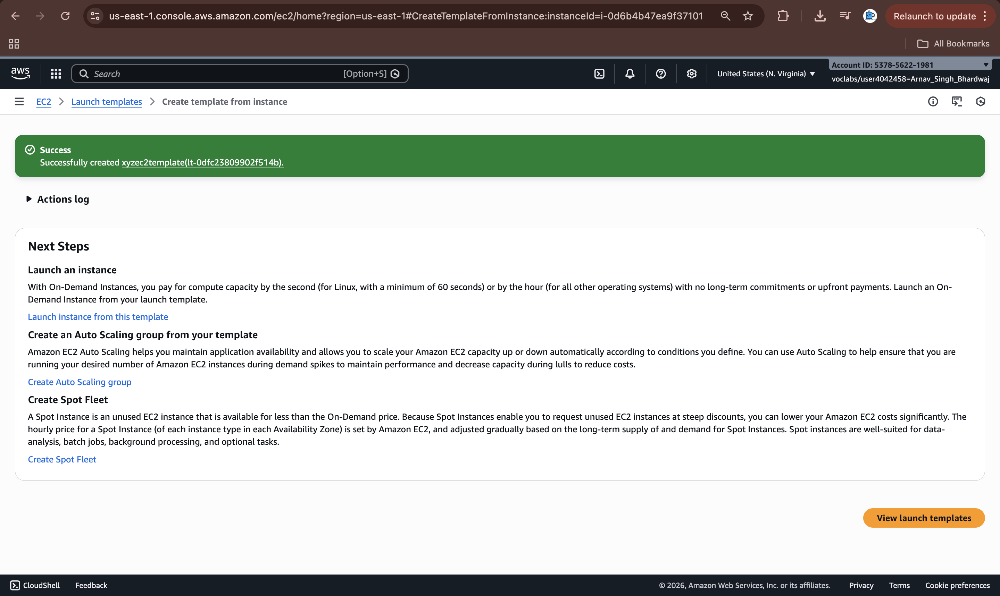 us-east-1.console.aws.amazon.com/ec2/home?region=us-east-1#CreateTemplateFromInstance:instanceId=i-0d6b4b47ea9f37101
Relaunch to update
All Bookmarks
aws
Search
[Option+S]
United States (N. Virginia)
Account ID: 5378-5622-1981
voclabs/user4042458=Arnav_Singh_Bhardwaj
EC2
Launch templates
Create template from instance
Success
Successfully created xyzec2template(lt-0dfc23809902f514b).
Actions log
Next Steps
Launch an instance
With On-Demand Instances, you pay for compute capacity by the second (for Linux, with a minimum of 60 seconds) or by the hour (for all other operating systems) with no long-term commitments or upfront payments. Launch an On-
Demand Instance from your launch template.
Launch instance from this template
Create an Auto Scaling group from your template
Amazon EC2 Auto Scaling helps you maintain application availability and allows you to scale your Amazon EC2 capacity up or down automatically according to conditions you define. You can use Auto Scaling to help ensure that you are
running your desired number of Amazon EC2 instances during demand spikes to maintain performance and decrease capacity during lulls to reduce costs.
Create Auto Scaling group
Create Spot Fleet
A Spot Instance is an unused EC2 instance that is available for less than the On-Demand price. Because Spot Instances enable you to request unused EC2 instances at steep discounts, you can lower your Amazon EC2 costs significantly. The
hourly price for a Spot Instance (of each instance type in each Availability Zone) is set by Amazon EC2, and adjusted gradually based on the long-term supply of and demand for Spot Instances. Spot instances are well-suited for data-
analysis, batch jobs, background processing, and optional tasks.
Create Spot Fleet
View launch templates
CloudShell
Feedback
© 2026, Amazon Web Services, Inc. or its affiliates.
Privacy
Terms
Cookie preferences